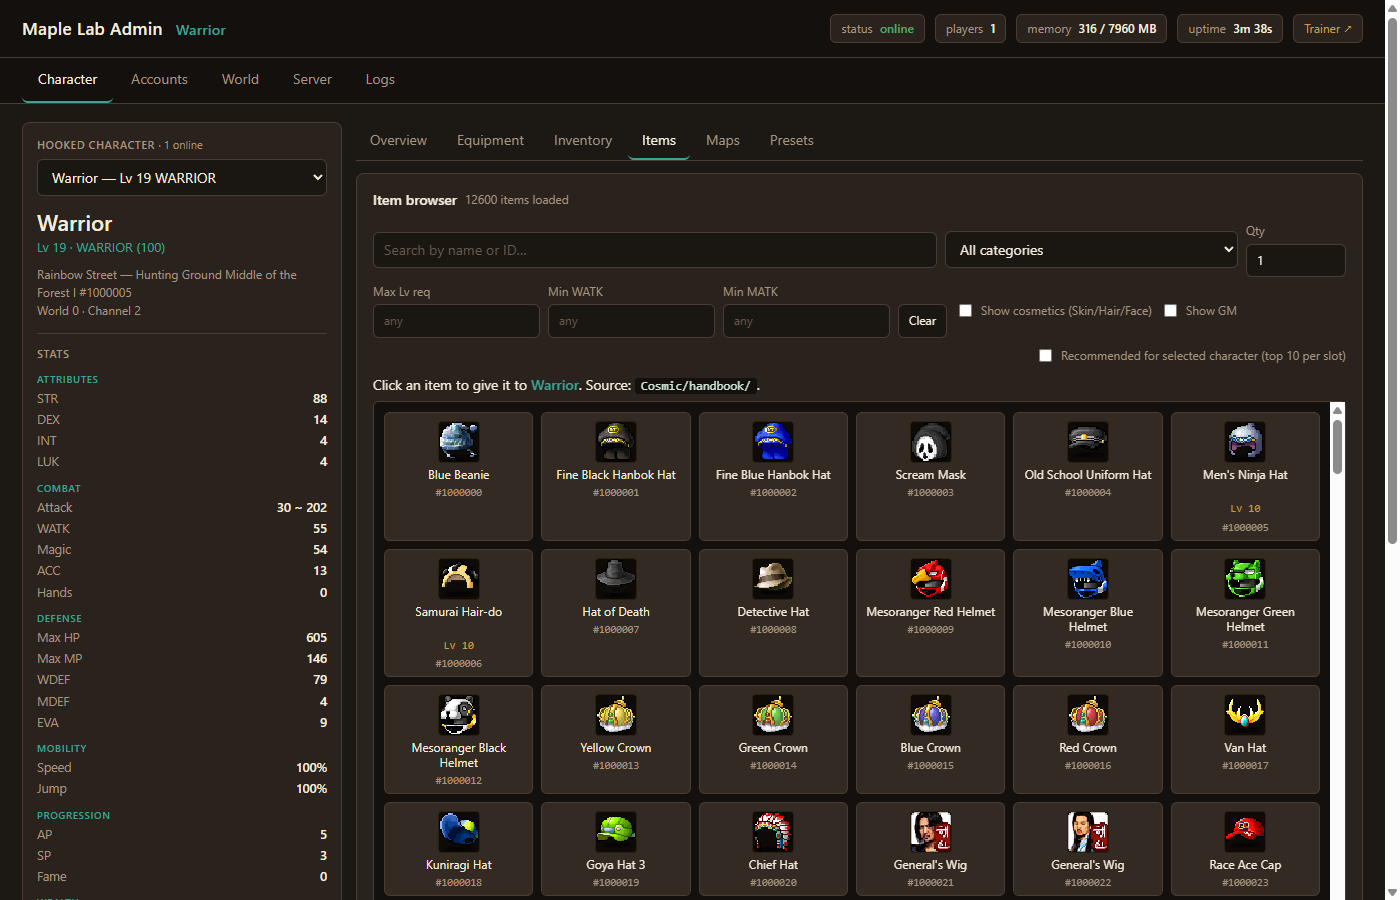 Maple Lab Admin Warrior
status online
players 1
memory 316 / 7960 MB
uptime 3m 38s
Trainer ↗
Character Accounts World Server Logs
HOOKED CHARACTER · 1 online
Warrior — Lv 19 WARRIOR
Warrior
Lv 19 · WARRIOR (100)
Rainbow Street — Hunting Ground Middle of the
Forest I #1000005
World 0 · Channel 2
STATS
ATTRIBUTES
STR 88
DEX 14
INT 4
LUK 4
COMBAT
Attack 30 ~ 202
WATK 55
Magic 54
ACC 13
Hands 0
DEFENSE
Max HP 605
Max MP 146
WDEF 79
MDEF 4
EVA 9
MOBILITY
Speed 100%
Jump 100%
PROGRESSION
AP 5
SP 3
Fame 0
Overview Equipment Inventory Items Maps Presets
Item browser 12600 items loaded
Search by name or ID...
All categories
Qty
1
Max Lv req
any
Min WATK
any
Min MATK
any
Clear
Show cosmetics (Skin/Hair/Face)
Show GM
Recommended for selected character (top 10 per slot)
Click an item to give it to Warrior. Source: Cosmic/handbook/ .
Blue Beanie
#1000000
Fine Black Hanbok Hat
#1000001
Fine Blue Hanbok Hat
#1000002
Scream Mask
#1000003
Old School Uniform Hat
#1000004
Men's Ninja Hat
Lv 10
#1000005
Samurai Hair-do
Lv 10
#1000006
Hat of Death
#1000007
Detective Hat
#1000008
Mesoranger Red Helmet
#1000009
Mesoranger Blue
Helmet
#1000010
Mesoranger Green
Helmet
#1000011
Mesoranger Black
Helmet
#1000012
Yellow Crown
#1000013
Green Crown
#1000014
Blue Crown
#1000015
Red Crown
#1000016
Van Hat
#1000017
Kuniragi Hat
#1000018
Goya Hat 3
#1000019
Chief Hat
#1000020
General's Wig
#1000021
General's Wig
#1000022
Race Ace Cap
#1000023